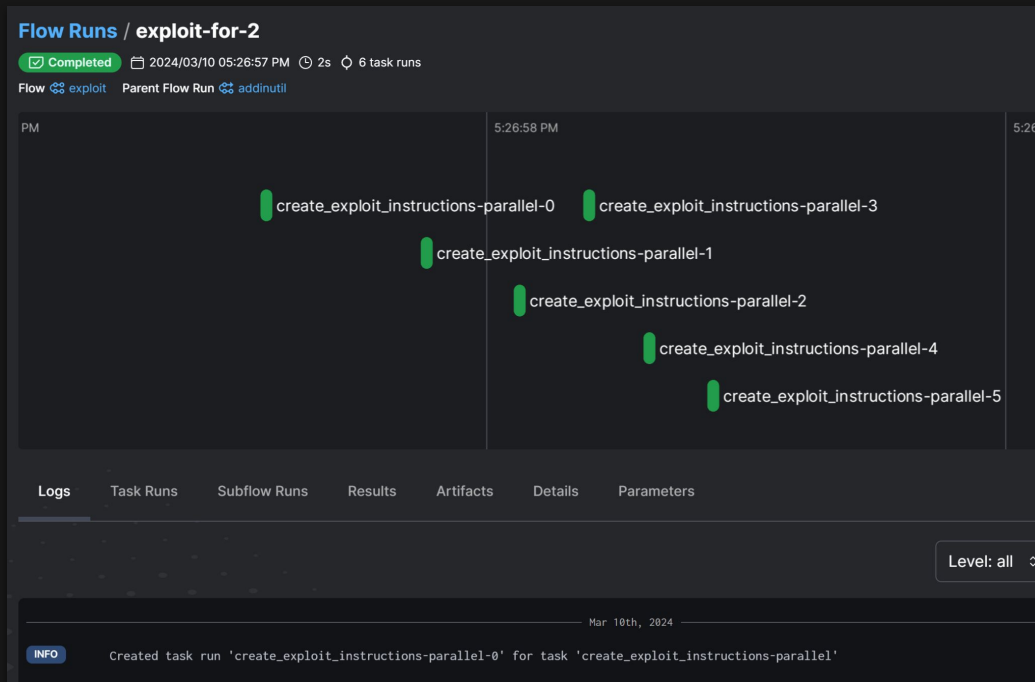 Flow Runs / exploit-for-2
Completed 2024/03/10 05:26:57 PM 2s 6 task runs
Flow exploit Parent Flow Run addinutil
PM 5:26:58 PM 5:26
create_exploit_instructions-parallel-0 create_exploit_instructions-parallel-3
create_exploit_instructions-parallel-1
create_exploit_instructions-parallel-2
create_exploit_instructions-parallel-4
create_exploit_instructions-parallel-5
Logs Task Runs Subflow Runs Results Artifacts Details Parameters
Level: all
Mar 10th, 2024
INFO Created task run 'create_exploit_instructions-parallel-0' for task 'create_exploit_instructions-parallel'